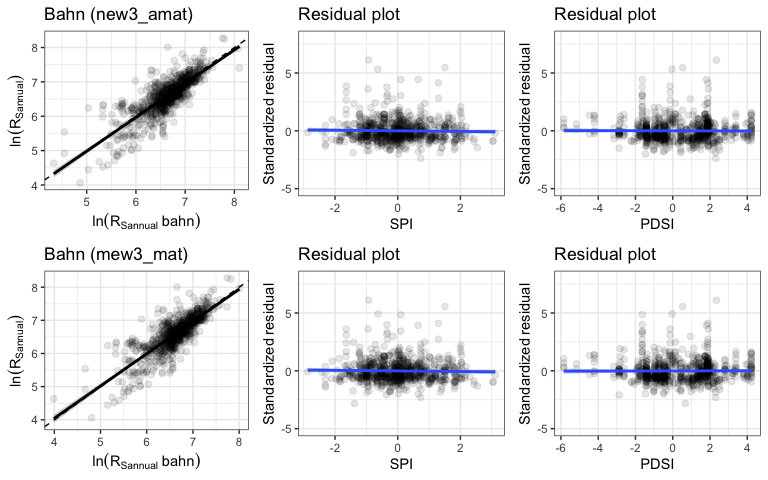 Bahn (new3_amat)
Residual plot
Residual plot
ln(R_Sannual)
8
7
6
5
4
5
6
7
8
ln(R_Sannual bahn)
Standardized residual
5
0
-5
-2
0
2
SPI
Standardized residual
5
0
-5
-6
-4
-2
0
2
4
PDSI
Bahn (mew3_mat)
Residual plot
Residual plot
ln(R_Sannual)
8
7
6
5
4
4
5
6
7
8
ln(R_Sannual bahn)
Standardized residual
5
0
-5
-2
0
2
SPI
Standardized residual
5
0
-5
-6
-4
-2
0
2
4
PDSI